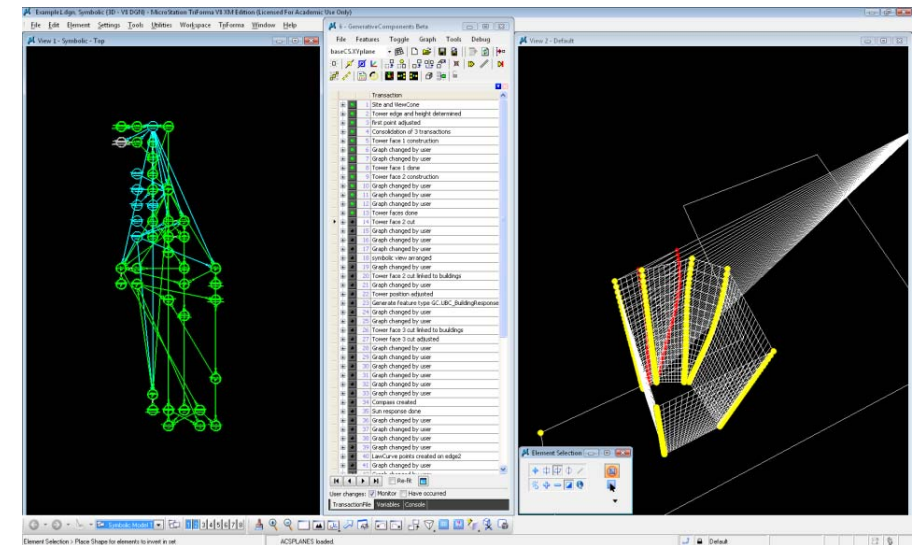 Example1.dgn, Symbolic (3D - V8 DGN) - MicroStation TriForma V8 XM Edition (Licensed For Academic Use Only)
File Edit Element Settings Tools Utilities Workspace TriForma Window Help
View 1 - Symbolic - Top
6 - GenerativeComponents Beta
View 2 - Default
File Features Toggle Graph Tools Debug
baseCS.XYplane
Transaction
1 Site and ViewCone
2 Tower edge and height determined
3 first point adjusted
4 Consolidation of 3 transactions
5 Tower face 1 construction
6 Graph changed by user
7 Graph changed by user
8 Tower face 1 done
9 Tower face 2 construction
10 Graph changed by user
11 Graph changed by user
12 Graph changed by user
13 Tower faces done
14 Tower face 2 cut
15 Graph changed by user
16 Graph changed by user
17 Graph changed by user
18 symbolic view arranged
19 Graph changed by user
20 Tower face 2 cut linked to buildings
21 Graph changed by user
22 Tower position adjusted
23 Generate feature type GC.UBC_BuildingResponse
24 Graph changed by user
25 Graph changed by user
26 Tower face 3 cut linked to buuldings
27 Tower face 3 cut adjusted
28 Graph changed by user
29 Graph changed by user
30 Graph changed by user
31 Graph changed by user
32 Graph changed by user
33 Graph changed by user
34 Compass created
35 Sun response done
36 Graph changed by user
37 Graph changed by user
38 Graph changed by user
39 Graph changed by user
40 LawCurve points created on edge2
41 Graph changed by user
Re-fit
User changes: Monitor Have occurred
TransactionFile Variables Console
Element Selection
Symbolic Model
1 2 3 4 5 6 7 8
Element Selection > Place Shape for elements to invert in set
ACSPLANES loaded.
Default